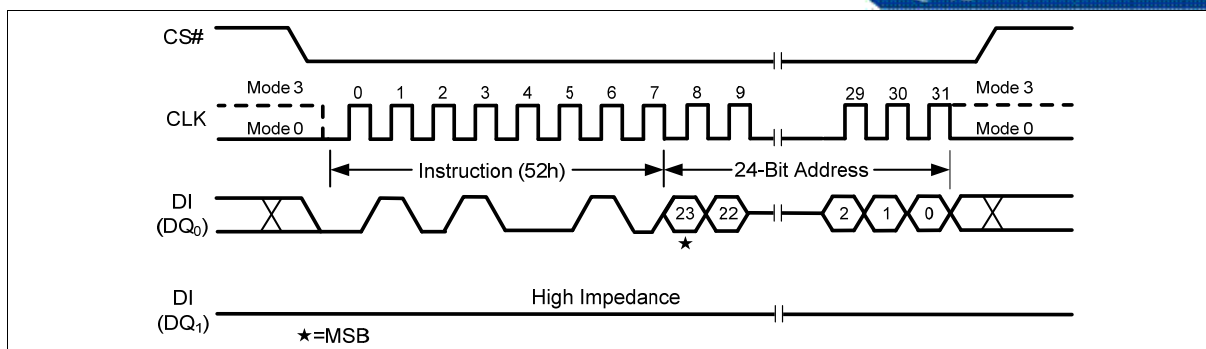 CS#
Mode 3
0 1 2 3 4 5 6 7 8 9 29 30 31
Mode 3
CLK
Mode 0
Mode 0
Instruction (52h)
24-Bit Address
DI
(DQ0)
23 22 2 1 0
★
DI
(DQ1)
High Impedance
★=MSB